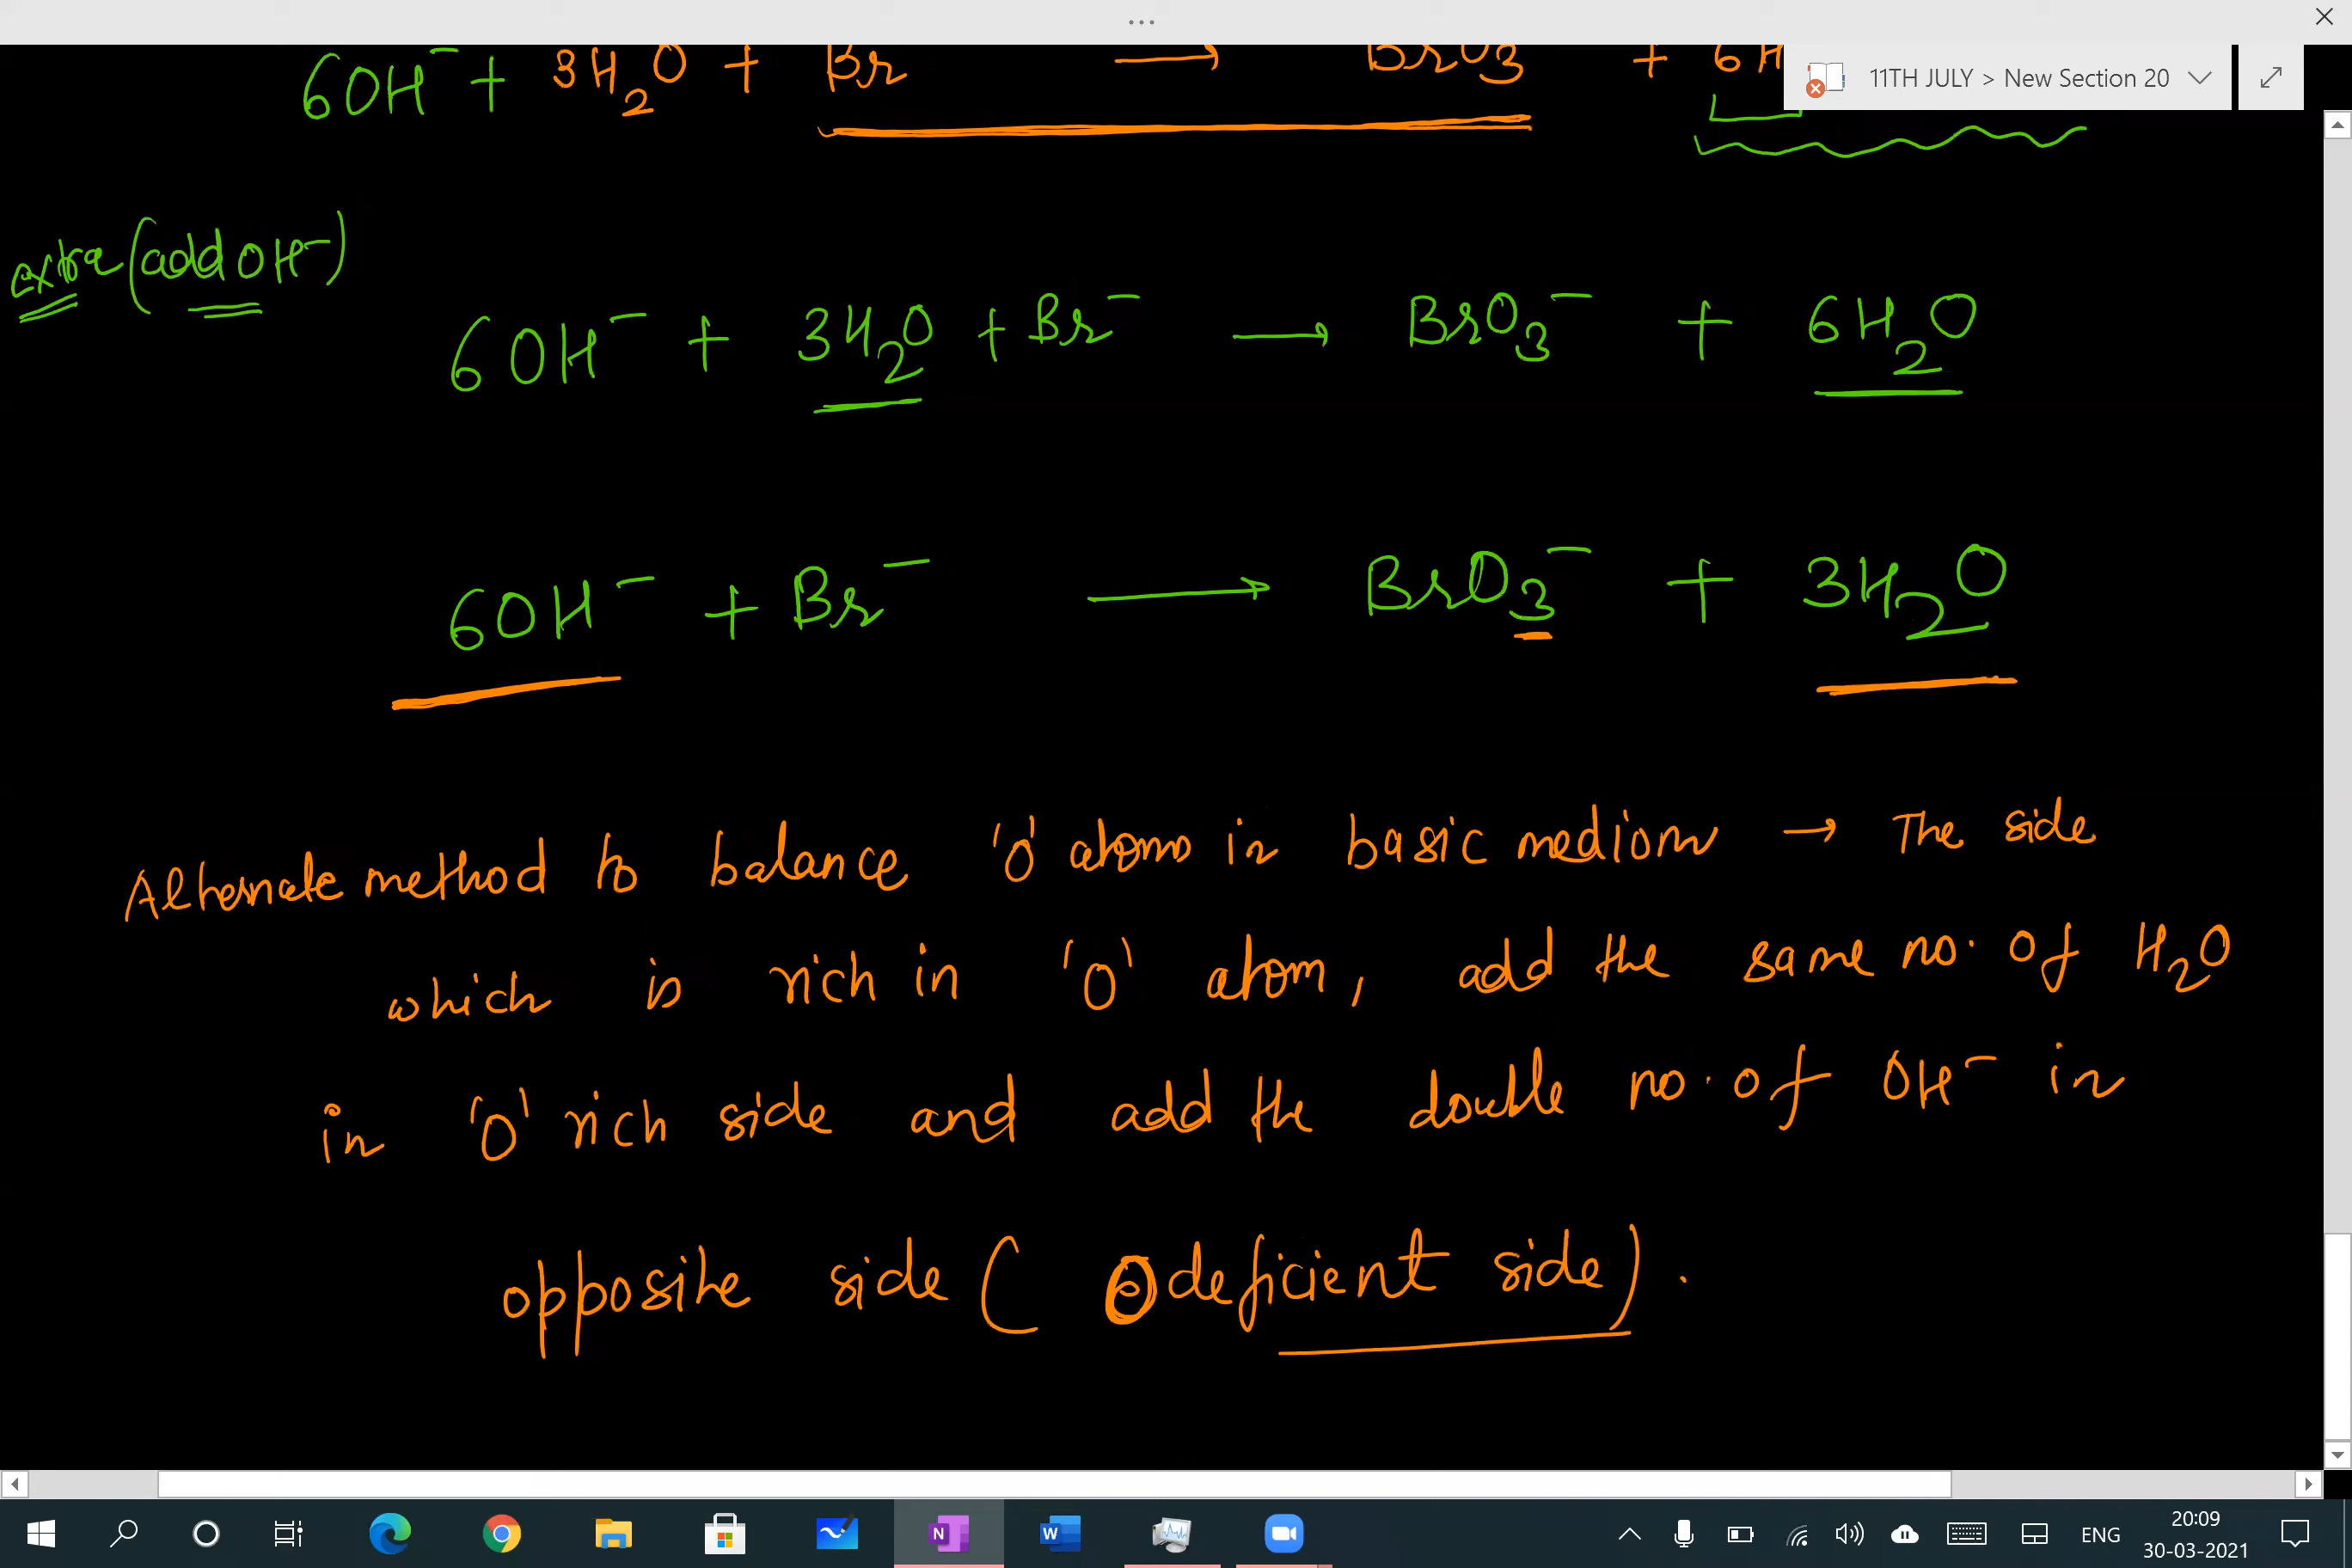 ...
6OH⁻ + 3H₂O + Br → BrO₃ + 6H
11TH JULY > New Section 20
extra (add OH⁻)
6OH⁻ + 3H₂O + Br⁻ → BrO₃⁻ + 6H₂O
6OH⁻ + Br⁻ → BrO₃⁻ + 3H₂O
Alternate method to balance 'O' atoms in basic medium → The side
which is rich in 'O' atom, add the same no. of H₂O
in 'O' rich side and add the double no. of OH⁻ in
opposite side ( O deficient side).
N
W
ENG
20:09
30-03-2021